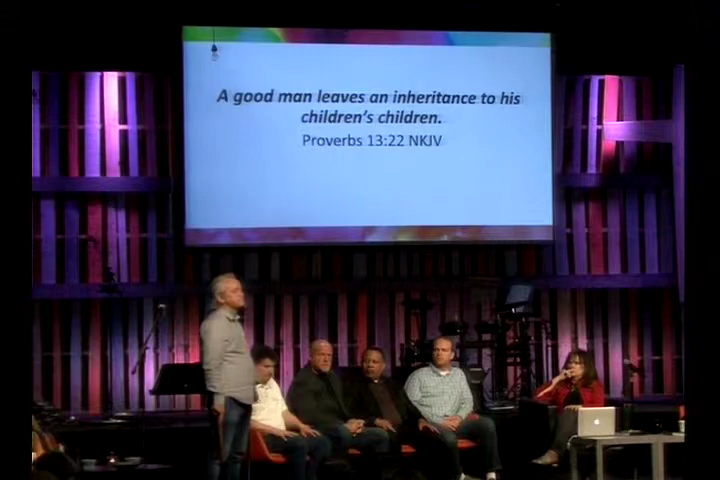 A good man leaves an inheritance to his
children's children.
Proverbs 13:22 NKJV